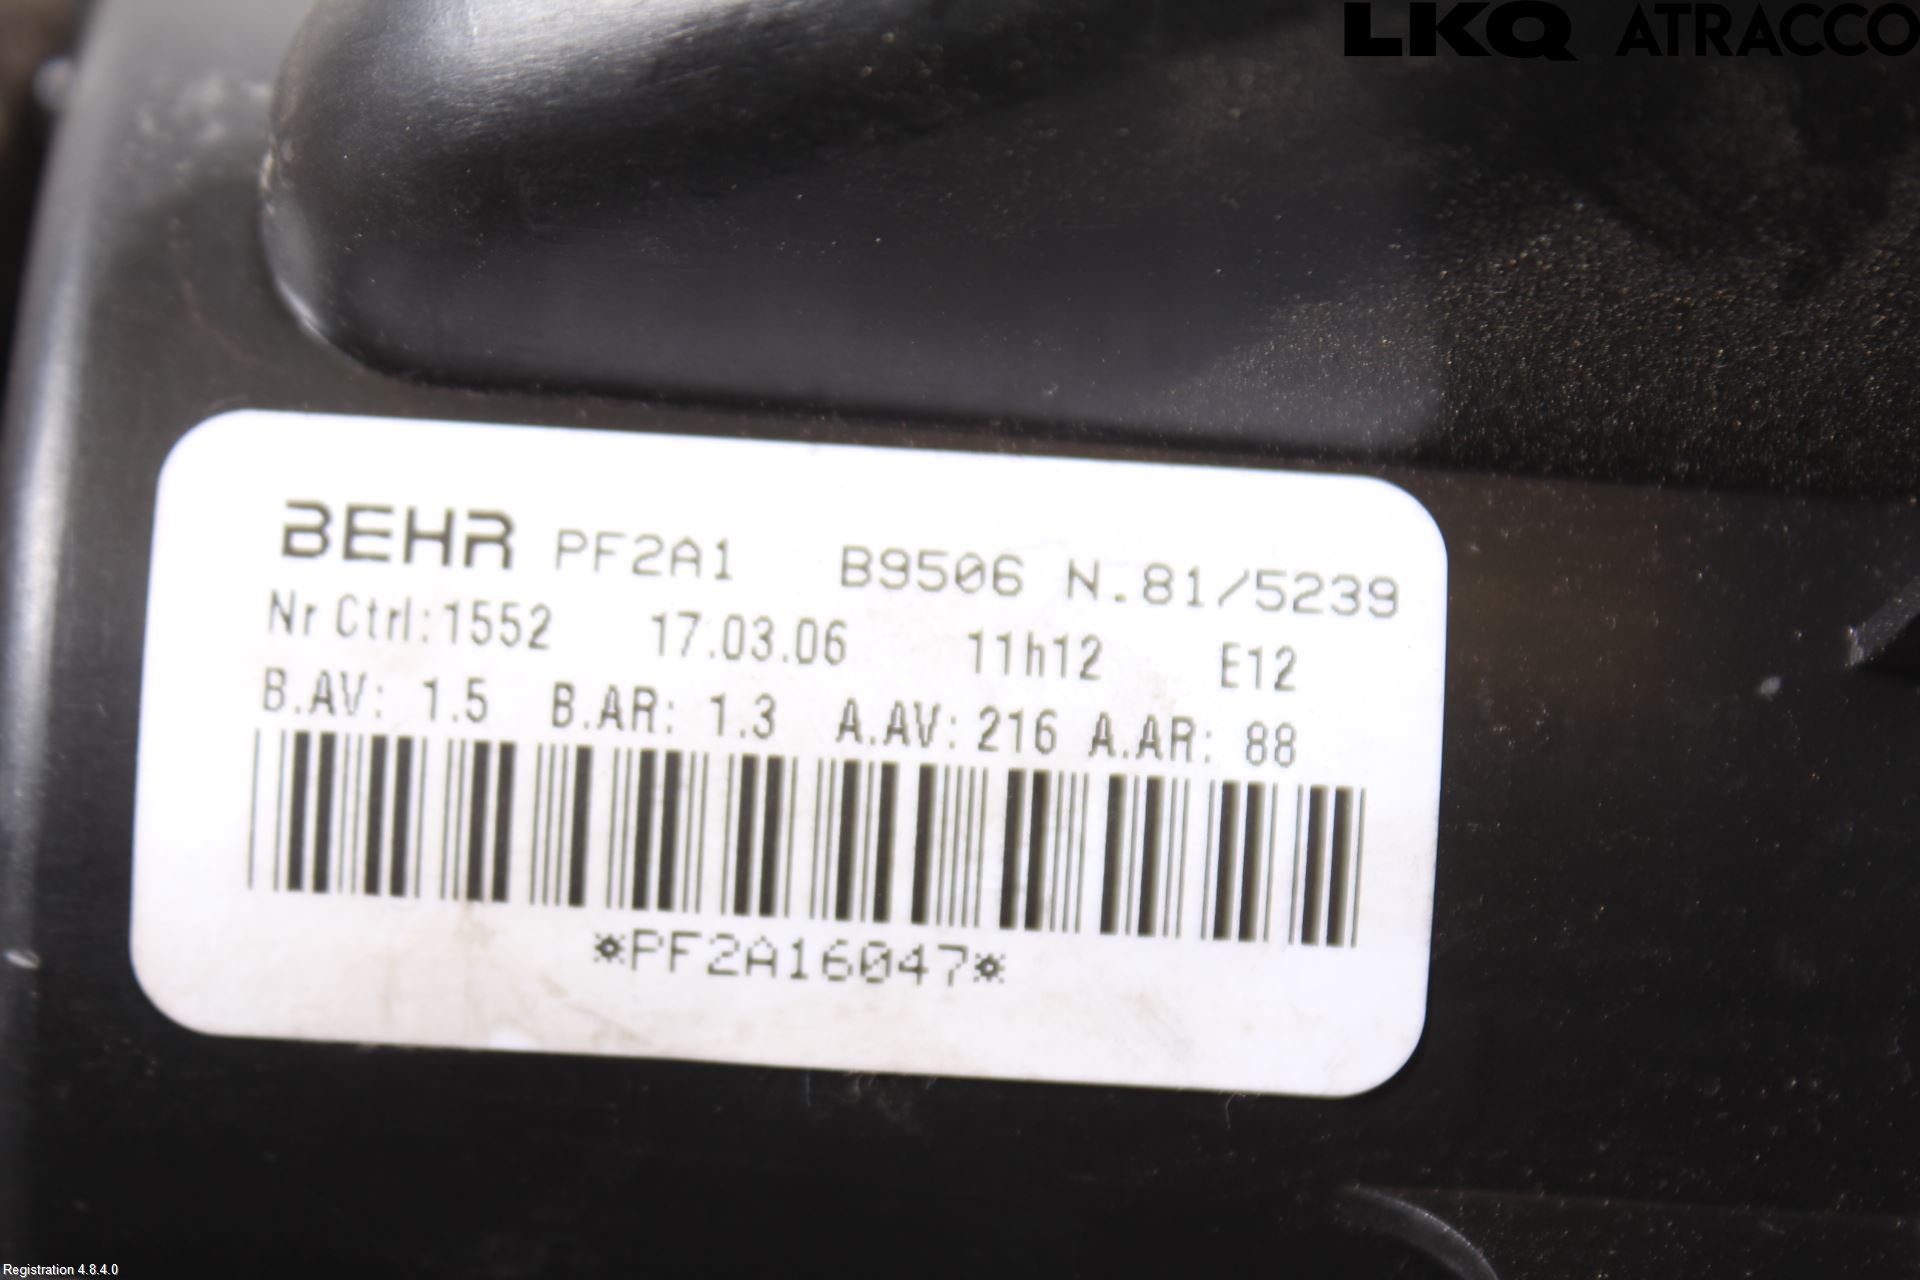 LKQ ATRACCO
BEHR PF2A1 B9506 N.81/5239
Nr Ctrl:1552 17.03.06 11h12 E12
B.AV: 1.5 B.AR: 1.3 A.AV: 216 A.AR: 88
*PF2A16047*
Registration 4.8.4.0